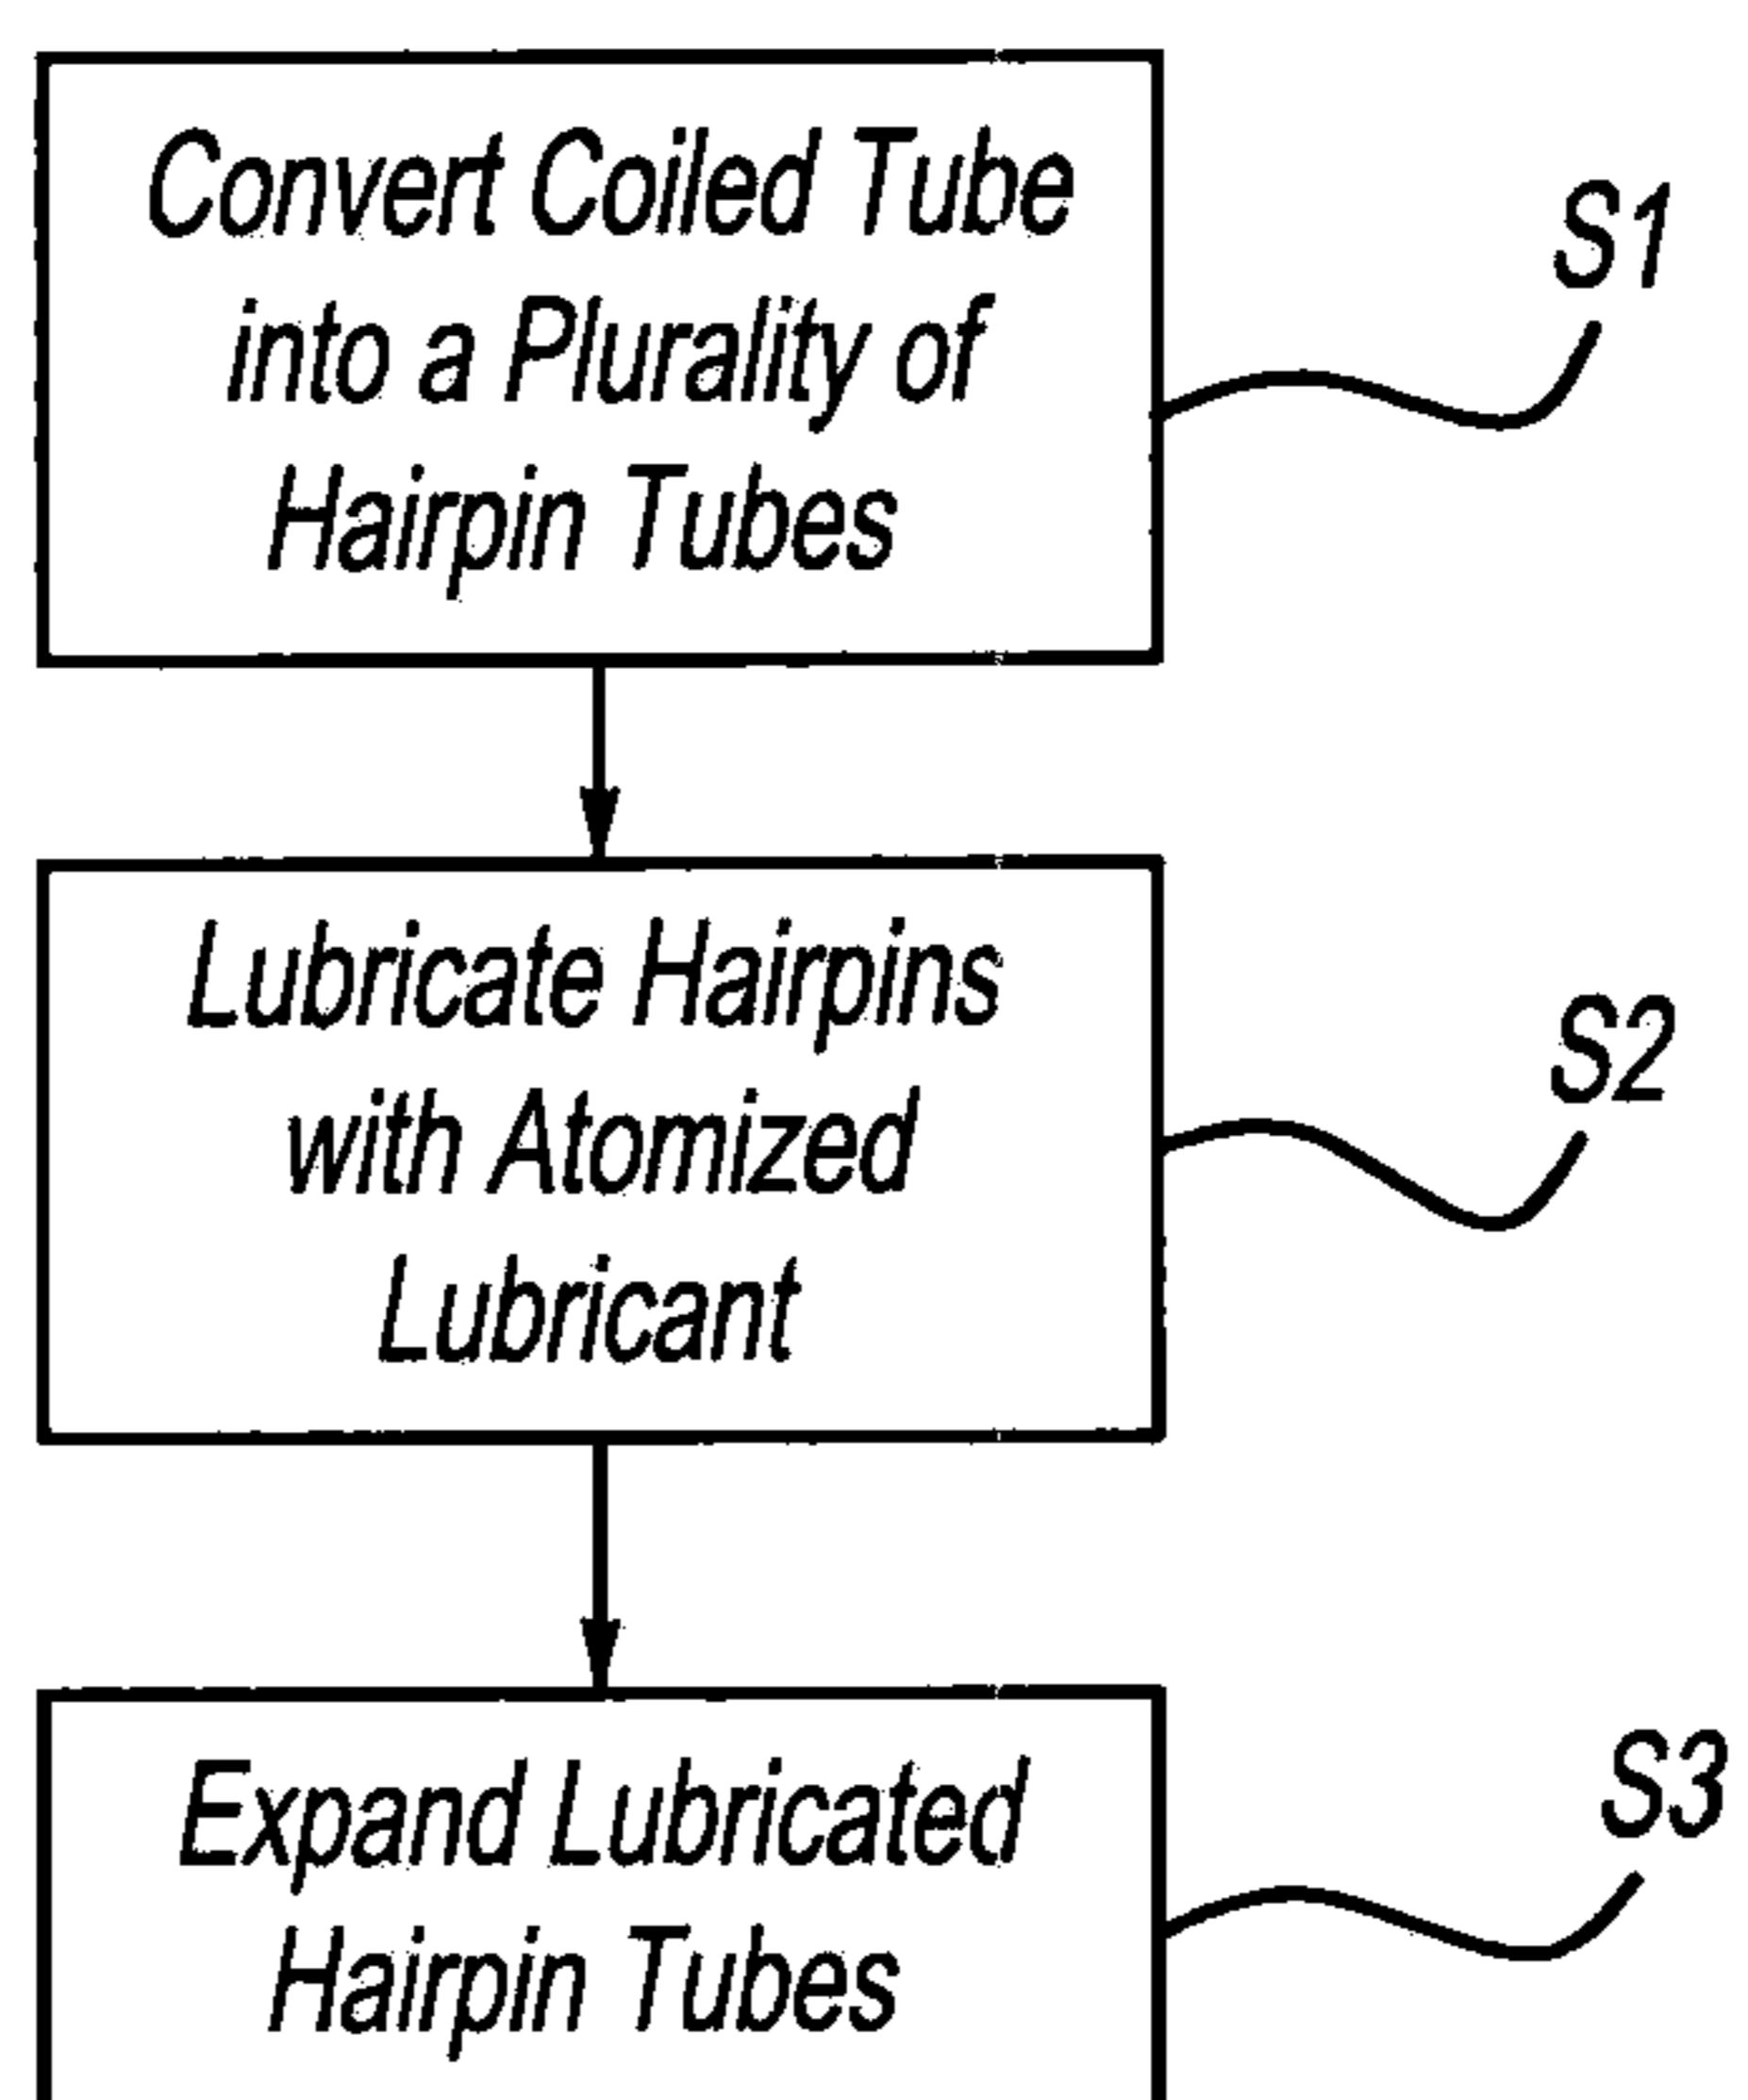 Convert Coiled Tube
into a Plurality of
Hairpin Tubes
S1
Lubricate Hairpins
with Atomized
Lubricant
S2
Expand Lubricated
Hairpin Tubes
S3